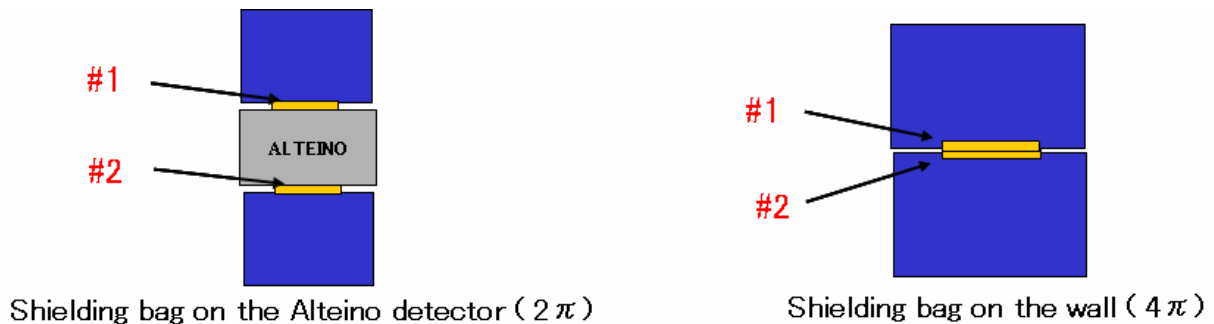 #1
ALTEINO
#2
Shielding bag on the Alteino detector (2π)
#1
#2
Shielding bag on the wall (4π)